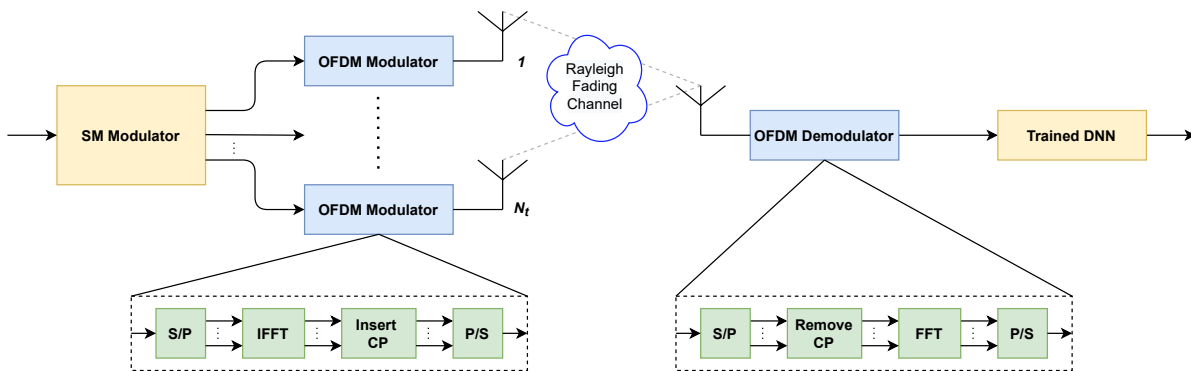 OFDM Modulator
1
Rayleigh
Fading
Channel
SM Modulator
OFDM Demodulator
Trained DNN
OFDM Modulator
Nt
S/P
IFFT
Insert
CP
P/S
S/P
Remove
CP
FFT
P/S